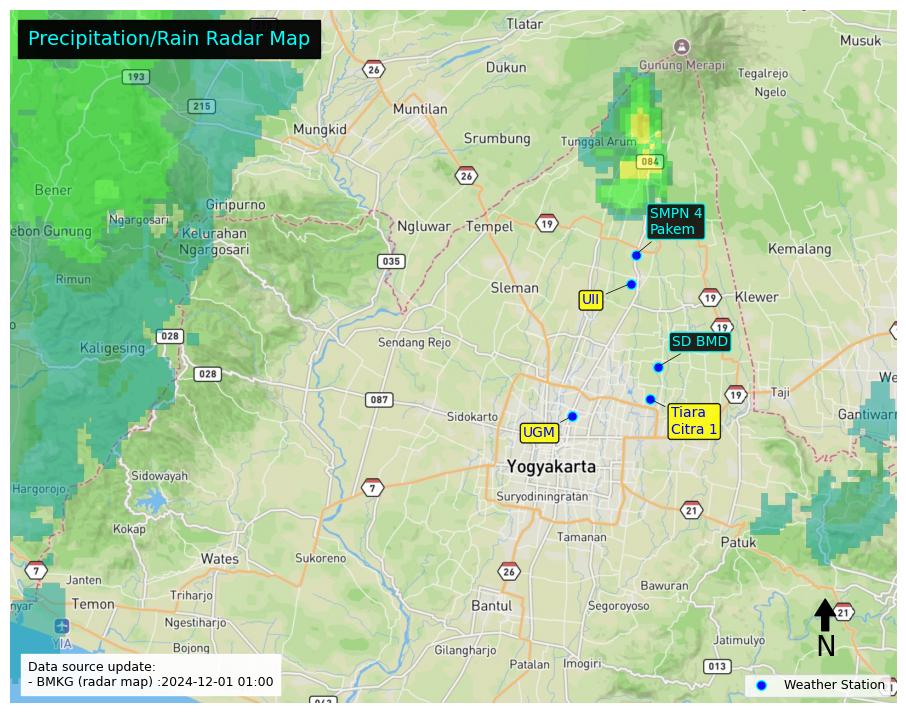 Precipitation/Rain Radar Map
Tlatar
Musuk
Gunung Merapi
26
Dukun
Tegalrejo
193
Ngelo
215
Muntilan
Mungkid
Srumbung
Tunggal Arum
084
26
Bener
Giripurno
Ngargosari
SMPN 4
Pakem
19
Ngluwar
Tempel
ebon Gunung
Kelurahan
Ngargosari
Kemalang
035
Rimun
Sleman
UII
19
Klewer
19
028
Sendang Rejo
SD BMD
Kaligesing
028
We
19
Taji
087
Sidokarto
Tiara
Citra 1
Gantiwarn
UGM
Yogyakarta
Sidowayah
Hargorojo
7
Suryodiningratan
21
Kokap
Tamanan
Patuk
Wates
Sukoreno
7
26
Janten
Bawuran
Triharjo
nyar
Temon
Bantul
Segoroyoso
21
Ngestiharjo
YIA
Jatimulyo
N
Bojong
Gilangharjo
Patalan
Imogiri
013
Data source update:
- BMKG (radar map) :2024-12-01 01:00
Weather Station